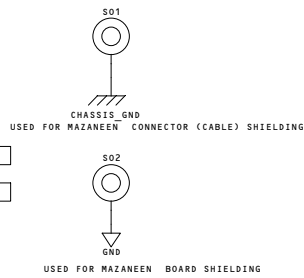 SO1
CHASSIS_GND
USED FOR MAZANEEN CONNECTOR (CABLE) SHIELDING
SO2
GND
USED FOR MAZANEEN BOARD SHIELDING